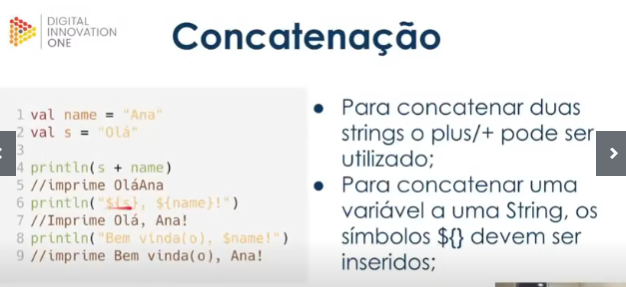 DIGITAL
INNOVATION
ONE
Concatenação
1 val name = "Ana"
2 val s = "Olá"
3
4 println(s + name)
5 //imprime OláAna
6 println("${s}, ${name}!")
7 //Imprime Olá, Ana!
8 println("Bem vinda(o), $name!")
9 //imprime Bem vinda(o), Ana!
● Para concatenar duas
strings o plus/+ pode ser
utilizado;
● Para concatenar uma
variável a uma String, os
símbolos ${} devem ser
inseridos;